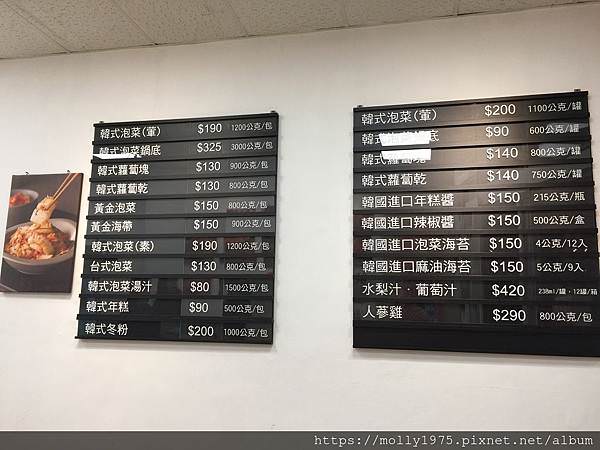 韓式泡菜(葷) $190 1200公克/包
韓式泡菜鍋底 $325 3000公克/包
韓式蘿蔔塊 $130 900公克/包
韓式蘿蔔乾 $130 800公克/包
黃金泡菜 $150 800公克/包
黃金海帶 $150 900公克/包
韓式泡菜(素) $190 1200公克/包
台式泡菜 $130 800公克/包
韓式泡菜湯汁 $80 1500公克/包
韓式年糕 $90 500公克/包
韓式冬粉 $200 1000公克/包
韓式泡菜(葷) $200 1100公克/罐
韓式泡菜鍋底 $90 600公克/罐
韓式蘿蔔塊 $140 800公克/罐
韓式蘿蔔乾 $140 750公克/罐
韓國進口年糕醬 $150 215公克/瓶
韓國進口辣椒醬 $150 500公克/盒
韓國進口泡菜海苔 $150 4公克/12入
韓國進口麻油海苔 $150 5公克/9入
水梨汁．葡萄汁 $420 238ml/罐，12罐/箱
人蔘雞 $290 800公克/包
https://molly1975.pixnet.net/album